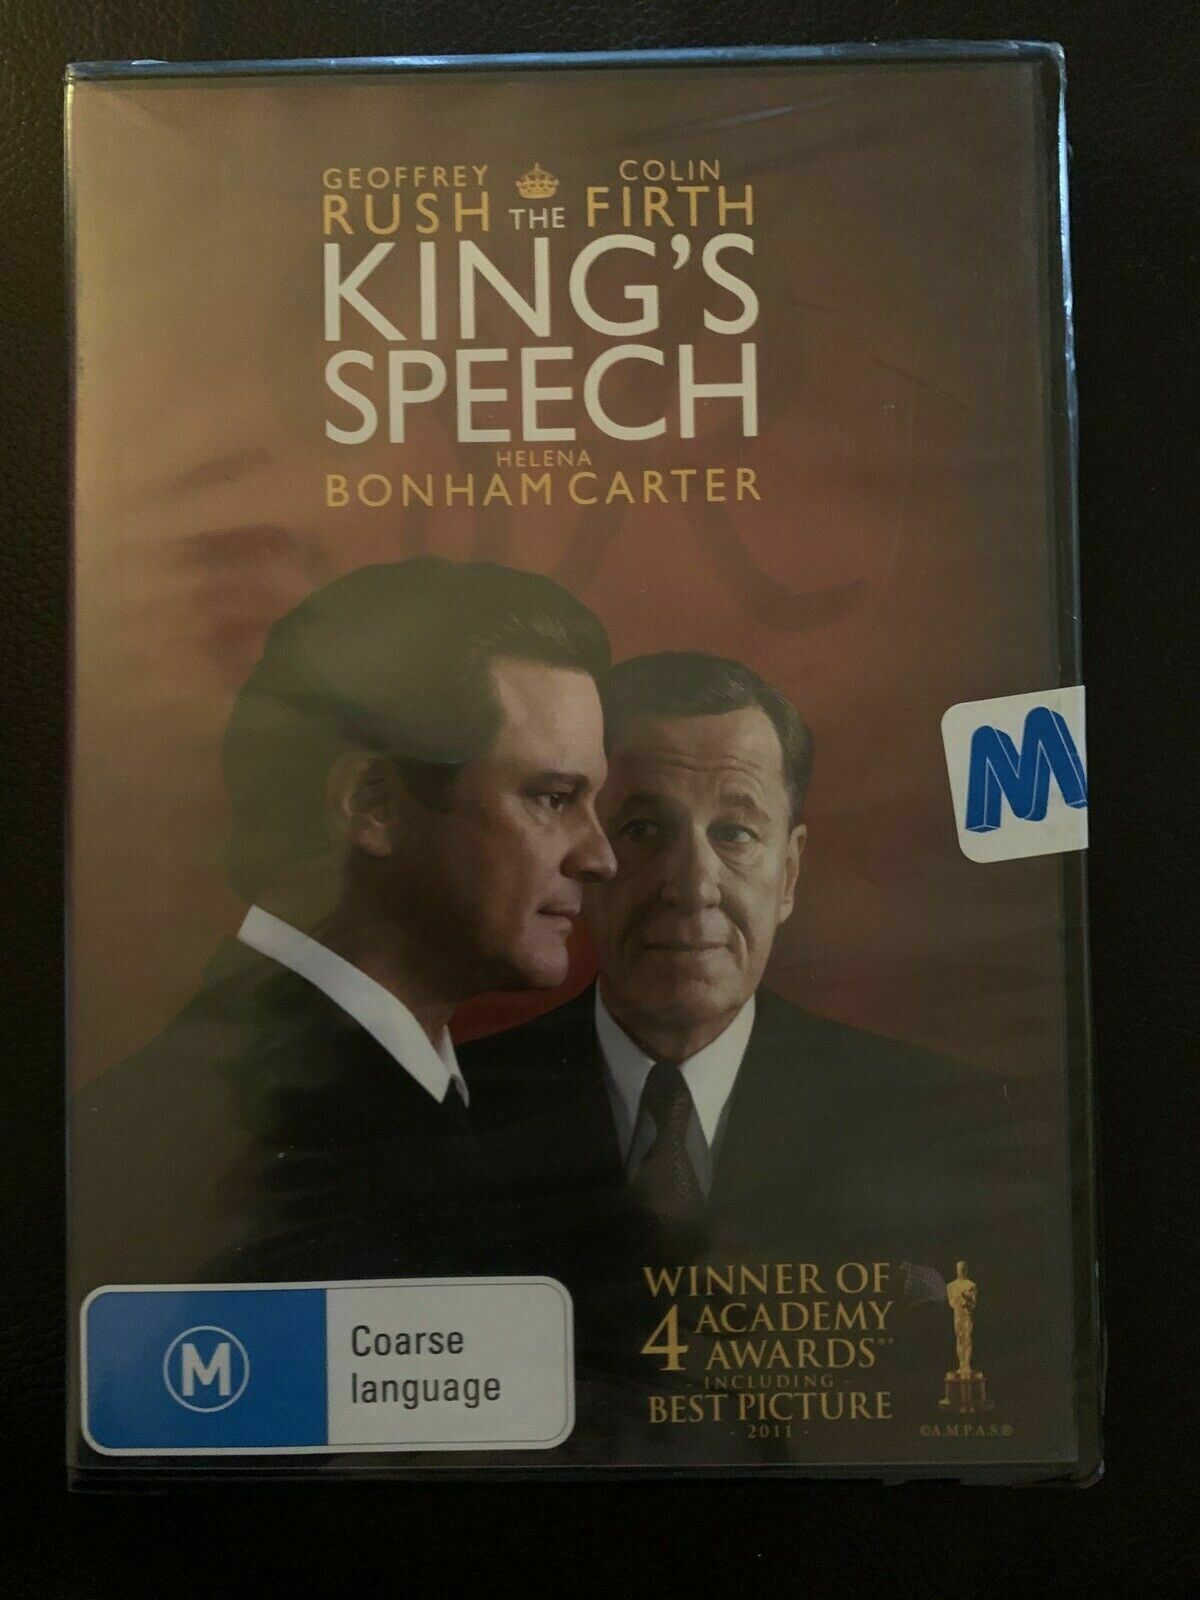 GEOFFREY
RUSH
THE
COLIN
FIRTH
KING'S
SPEECH
HELENA
BONHAM CARTER
M
M
Coarse
language
WINNER OF
4 ACADEMY
AWARDS
- INCLUDING -
BEST PICTURE
- 2011 -
©A.M.P.A.S.®